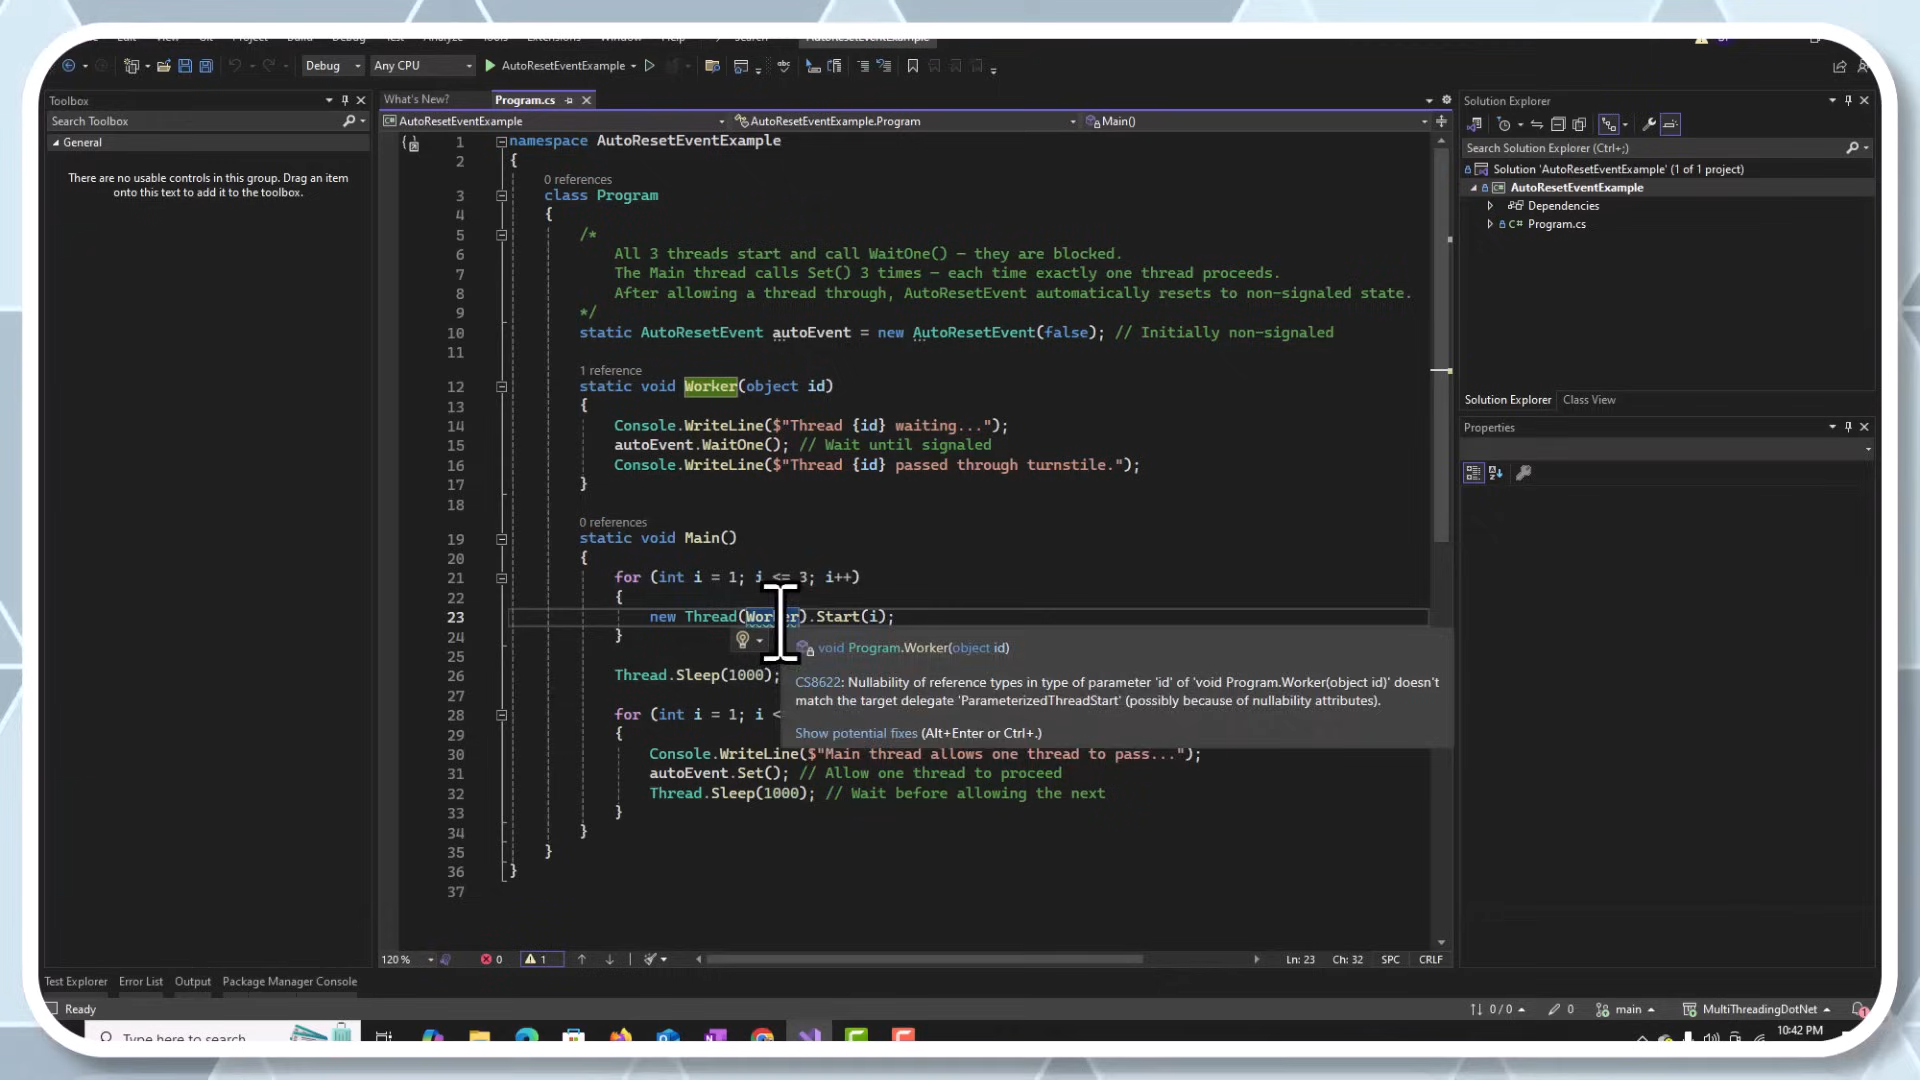 Debug
Any CPU
AutoResetEventExample
Toolbox
Search Toolbox
General
There are no usable controls in this group. Drag an item
onto this text to add it to the toolbox.
What's New?
Program.cs
AutoResetEventExample
AutoResetEventExample.Program
Main()
1 namespace AutoResetEventExample
2 {
0 references
3 class Program
4 {
5 /*
6 All 3 threads start and call WaitOne() – they are blocked.
7 The Main thread calls Set() 3 times – each time exactly one thread proceeds.
8 After allowing a thread through, AutoResetEvent automatically resets to non-signaled state.
9 */
10 static AutoResetEvent autoEvent = new AutoResetEvent(false); // Initially non-signaled
11
1 reference
12 static void Worker(object id)
13 {
14 Console.WriteLine($"Thread {id} waiting...");
15 autoEvent.WaitOne(); // Wait until signaled
16 Console.WriteLine($"Thread {id} passed through turnstile.");
17 }
18
0 references
19 static void Main()
20 {
21 for (int i = 1; i <= 3; i++)
22 {
23 new Thread(Worker).Start(i);
24 }
25
26 Thread.Sleep(1000);
28 for (int i = 1; i <
29 {
30 Console.WriteLine($"Main thread allows one thread to pass...");
31 autoEvent.Set(); // Allow one thread to proceed
32 Thread.Sleep(1000); // Wait before allowing the next
33 }
34 }
35 }
36 }
37
void Program.Worker(object id)
CS8622: Nullability of reference types in type of parameter 'id' of 'void Program.Worker(object id)' doesn't
match the target delegate 'ParameterizedThreadStart' (possibly because of nullability attributes).
Show potential fixes (Alt+Enter or Ctrl+.)
120 %
0
1
Ln: 23
Ch: 32
SPC
CRLF
Solution Explorer
Search Solution Explorer (Ctrl+;)
Solution 'AutoResetEventExample' (1 of 1 project)
AutoResetEventExample
Dependencies
C# Program.cs
Solution Explorer
Class View
Properties
Test Explorer
Error List
Output
Package Manager Console
Ready
0 / 0
0
main
MultiThreadingDotNet
Type here to search
10:42 PM